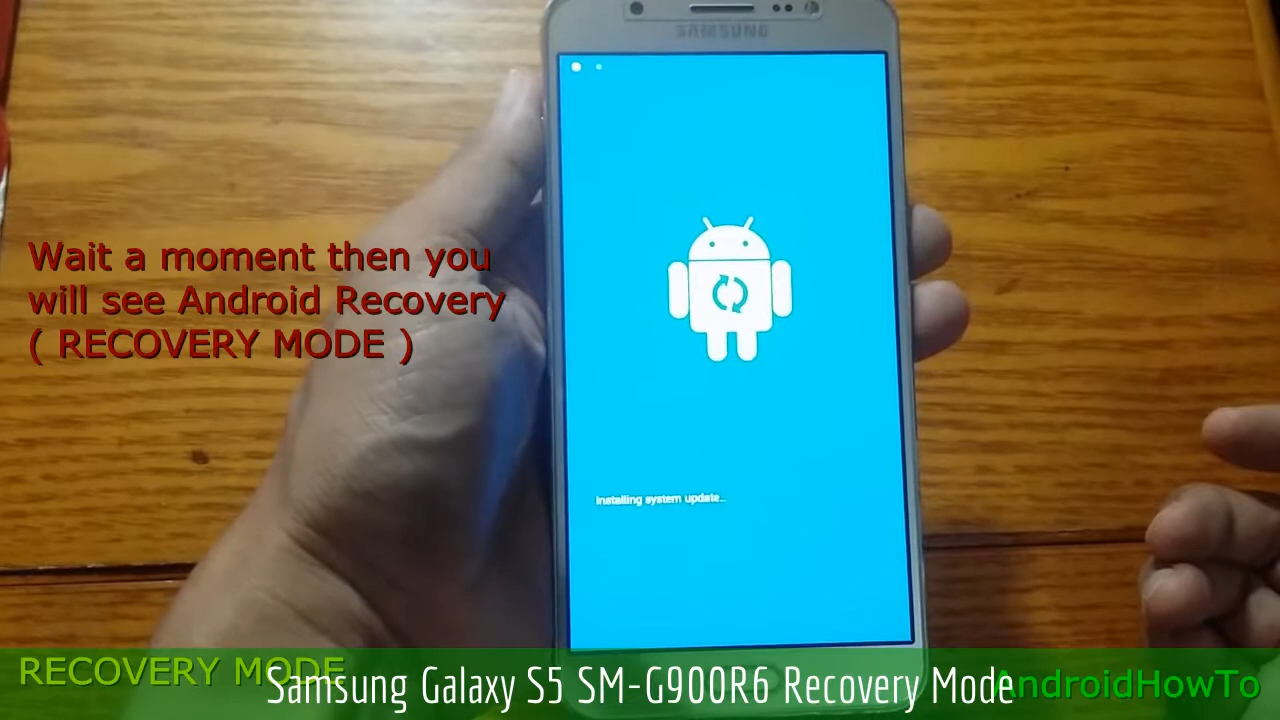 SAMSUNG
Wait a moment then you
will see Android Recovery
( RECOVERY MODE )
Installing system update...
RECOVERY MODE
Samsung Galaxy S5 SM-G900R6 Recovery Mode
AndroidHowTo